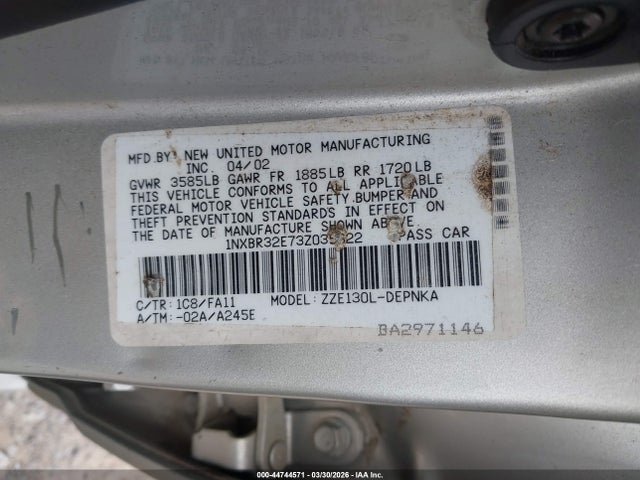 MFD BY: NEW UNITED MOTOR MANUFACTURING
INC. 04/02
GVWR 3585LB GAWR FR 1885LB RR 1720LB
THIS VEHICLE CONFORMS TO ALL APPLICABLE
FEDERAL MOTOR VEHICLE SAFETY, BUMPER AND
THEFT PREVENTION STANDARDS IN EFFECT ON
THE DATE OF MANUFACTURE SHOWN ABOVE.
PASS CAR
C/TR: 1C8/FA11 MODEL: ZZE130L-DEPNKA
A/TM: -02A/A245E
BA2971146
000-44744571 | 03/30/2026 - IAA Inc.